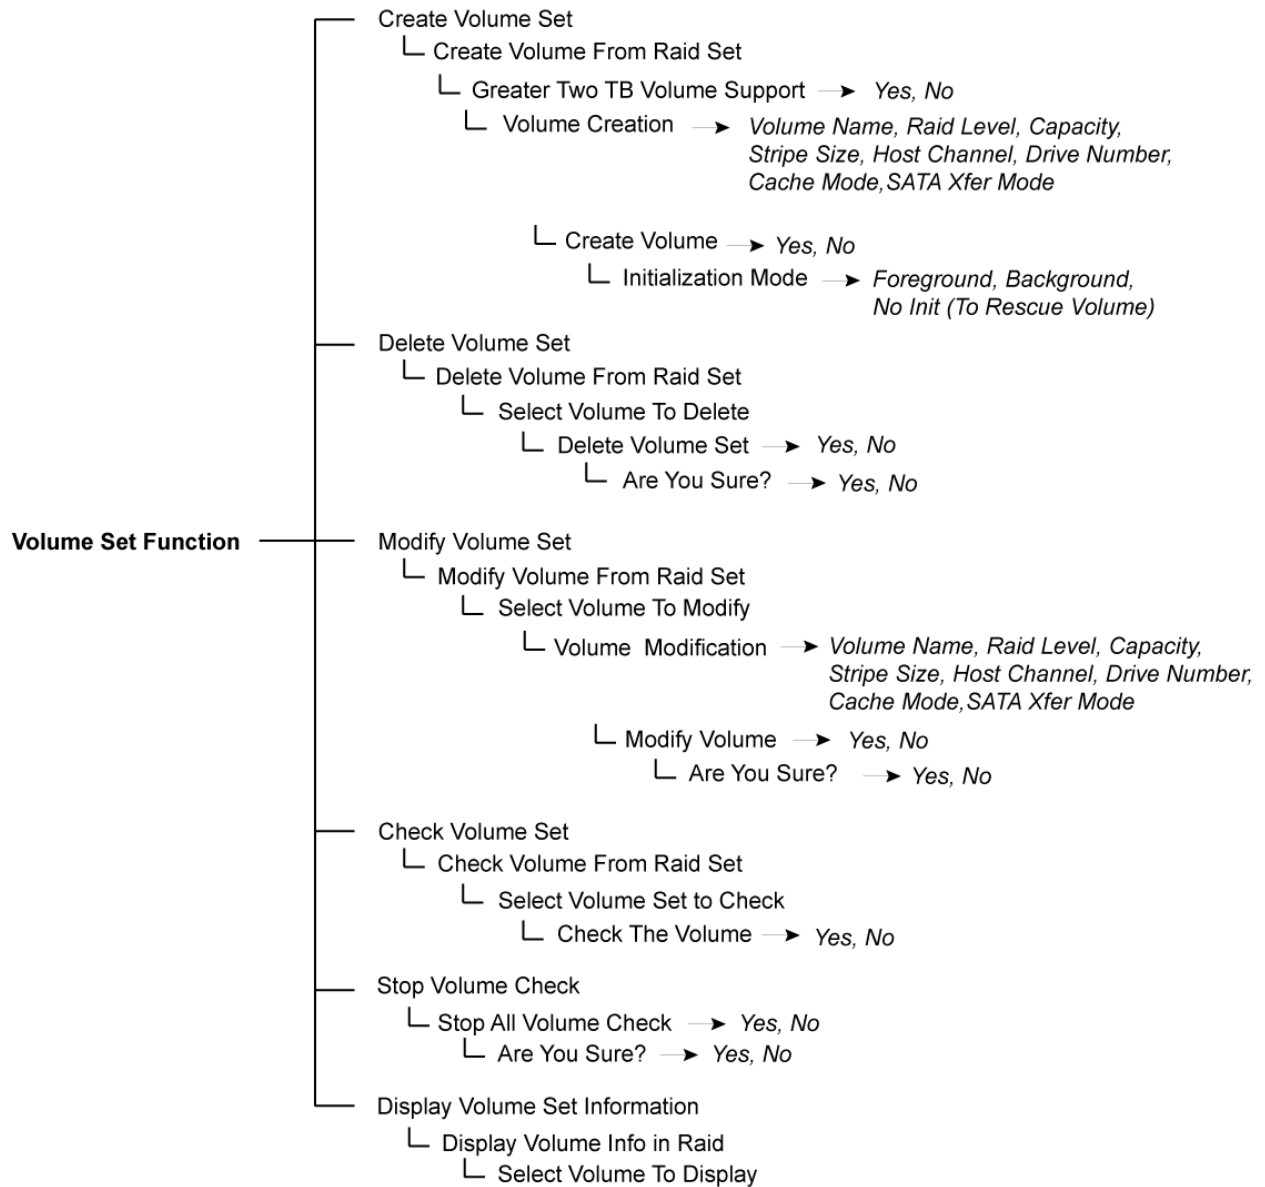 Create Volume Set
Create Volume From Raid Set
Greater Two TB Volume Support Yes, No
Volume Creation Volume Name, Raid Level, Capacity,
Stripe Size, Host Channel, Drive Number,
Cache Mode,SATA Xfer Mode
Create Volume Yes, No
Initialization Mode Foreground, Background,
No Init (To Rescue Volume)
Delete Volume Set
Delete Volume From Raid Set
Select Volume To Delete
Delete Volume Set Yes, No
Are You Sure? Yes, No
Volume Set Function Modify Volume Set
Modify Volume From Raid Set
Select Volume To Modify
Volume Modification Volume Name, Raid Level, Capacity,
Stripe Size, Host Channel, Drive Number,
Cache Mode,SATA Xfer Mode
Modify Volume Yes, No
Are You Sure? Yes, No
Check Volume Set
Check Volume From Raid Set
Select Volume Set to Check
Check The Volume Yes, No
Stop Volume Check
Stop All Volume Check Yes, No
Are You Sure? Yes, No
Display Volume Set Information
Display Volume Info in Raid
Select Volume To Display